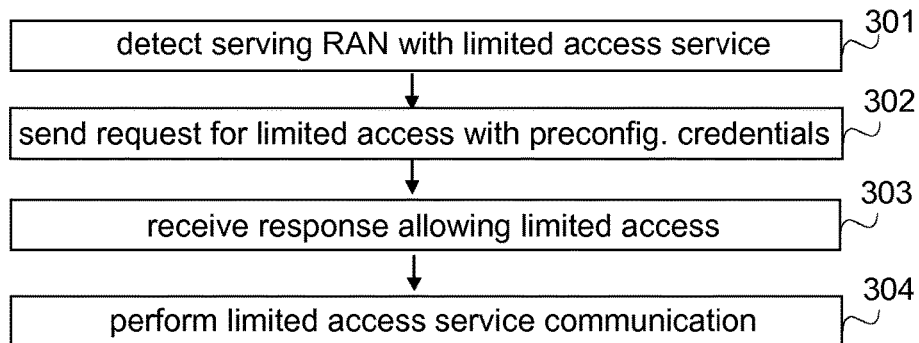 detect serving RAN with limited access service 301
send request for limited access with preconfig. credentials 302
receive response allowing limited access 303
perform limited access service communication 304